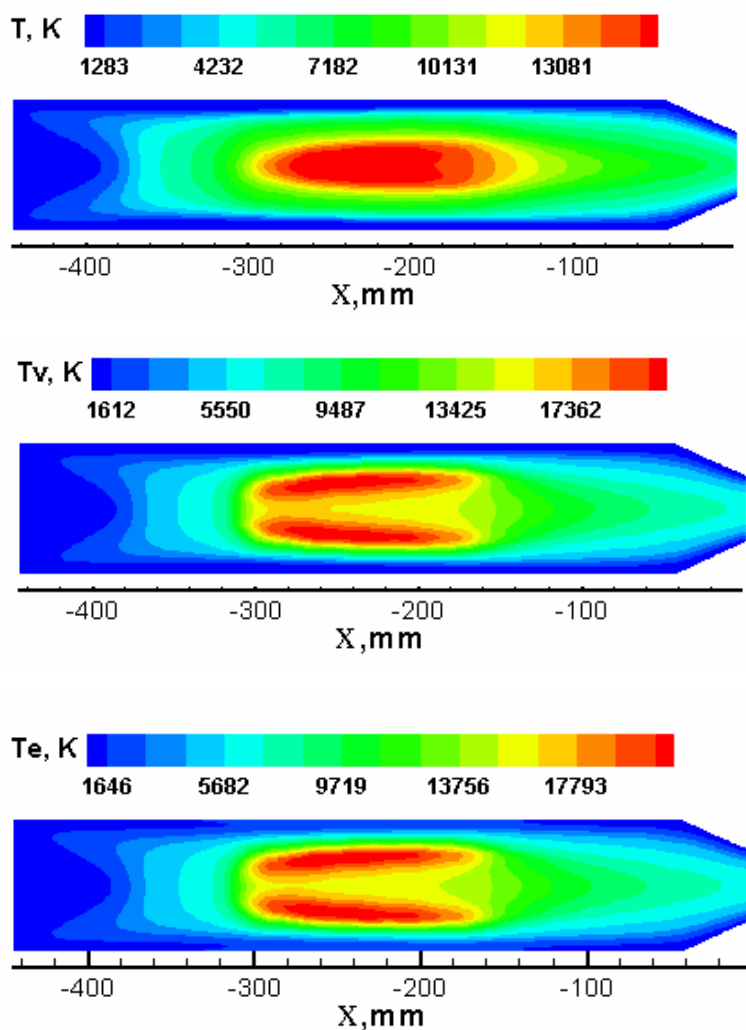 T, K
1283 4232 7182 10131 13081
-400 -300 -200 -100
X,mm
Tv, K
1612 5550 9487 13425 17362
-400 -300 -200 -100
X,mm
Te, K
1646 5682 9719 13756 17793
-400 -300 -200 -100
X,mm